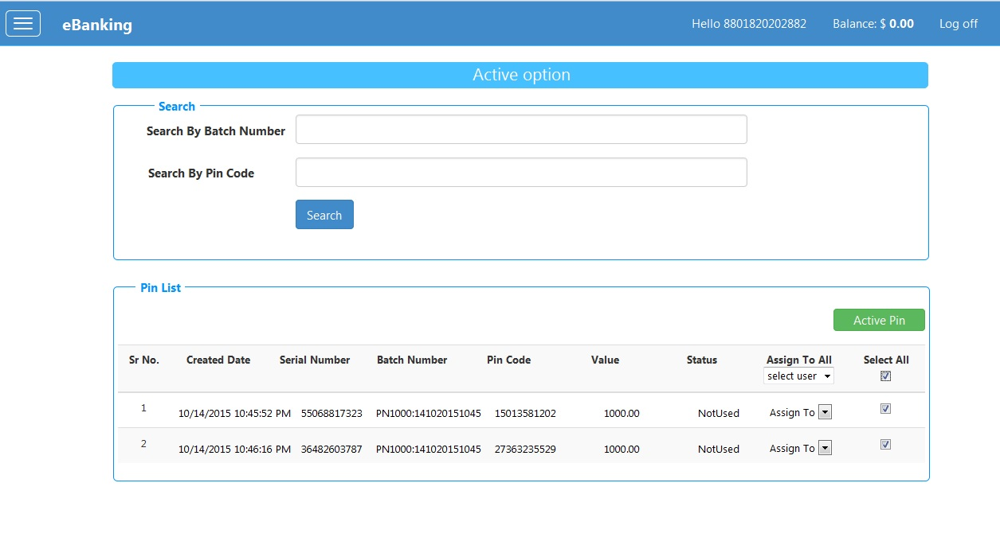 eBanking Hello 8801820202882 Balance: $ 0.00 Log off
Active option
Search
Search By Batch Number
Search By Pin Code
Search
Pin List
Active Pin
Sr No. Created Date Serial Number Batch Number Pin Code Value Status Assign To All Select All
select user
1 10/14/2015 10:45:52 PM 55068817323 PN1000:141020151045 15013581202 1000.00 NotUsed Assign To
2 10/14/2015 10:46:16 PM 36482603787 PN1000:141020151045 27363235529 1000.00 NotUsed Assign To